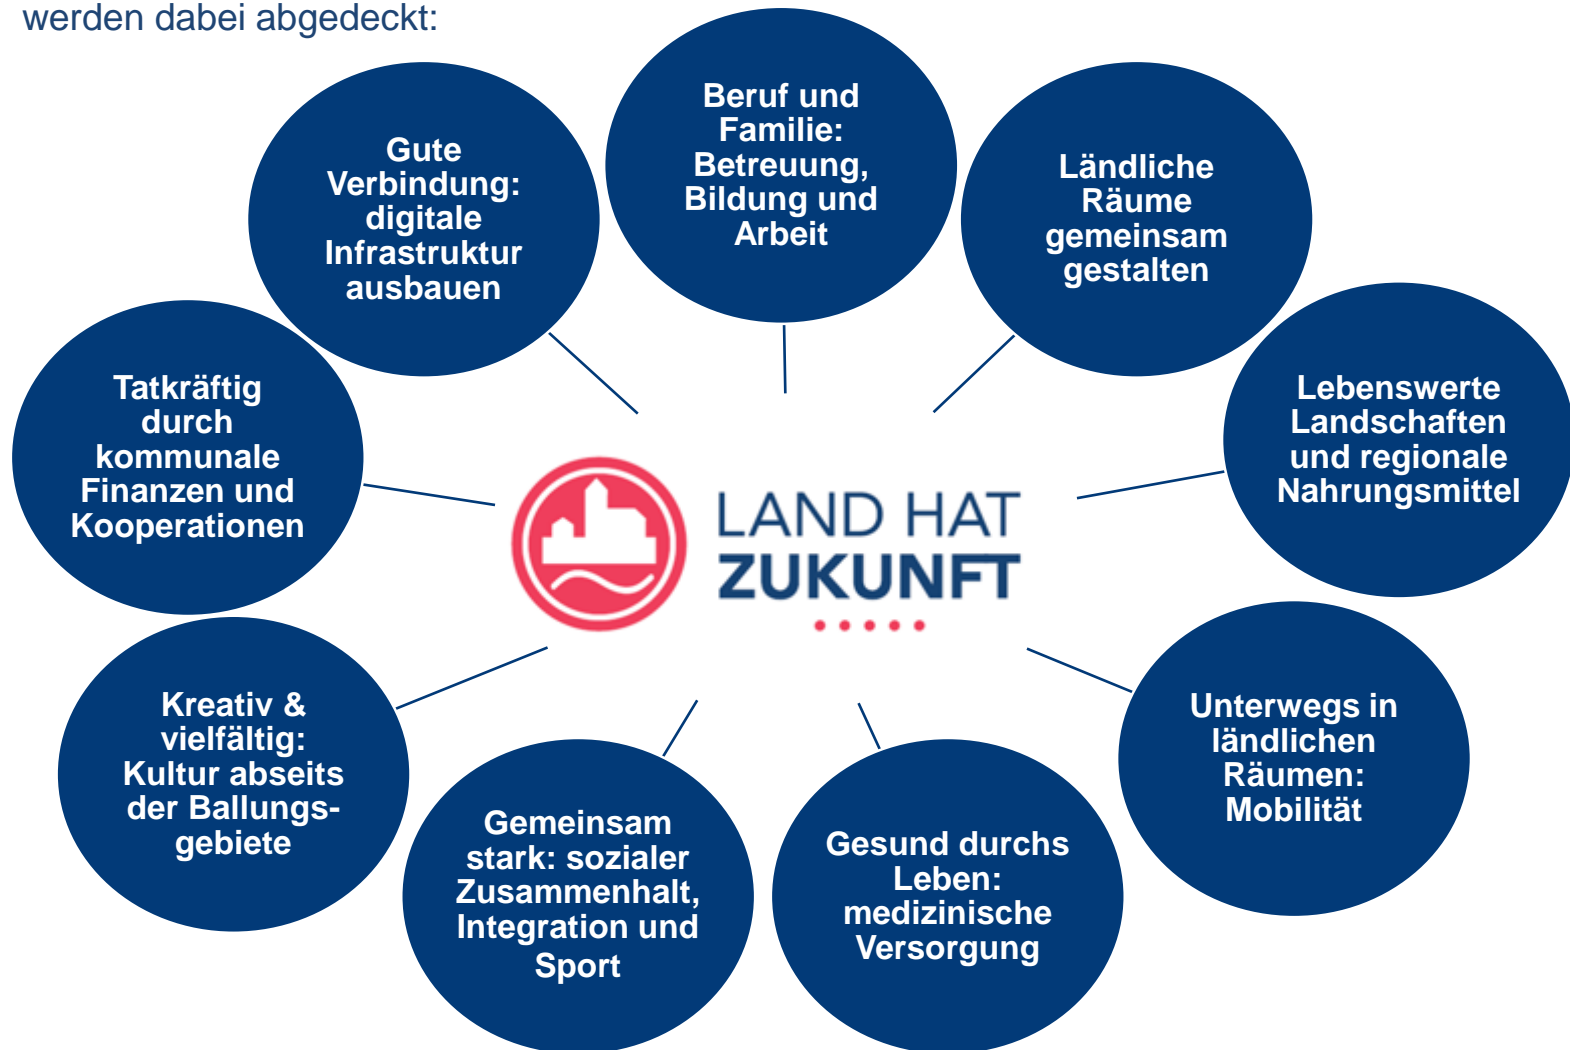 werden dabei abgedeckt:
Beruf und
Familie:
Betreuung,
Bildung und
Arbeit
Gute
Verbindung:
digitale
Infrastruktur
ausbauen
Ländliche
Räume
gemeinsam
gestalten
Tatkräftig
durch
kommunale
Finanzen und
Kooperationen
Lebenswerte
Landschaften
und regionale
Nahrungsmittel
LAND HAT
ZUKUNFT
Kreativ &
vielfältig:
Kultur abseits
der Ballungs-
gebiete
Unterwegs in
ländlichen
Räumen:
Mobilität
Gemeinsam
stark: sozialer
Zusammenhalt,
Integration und
Sport
Gesund durchs
Leben:
medizinische
Versorgung